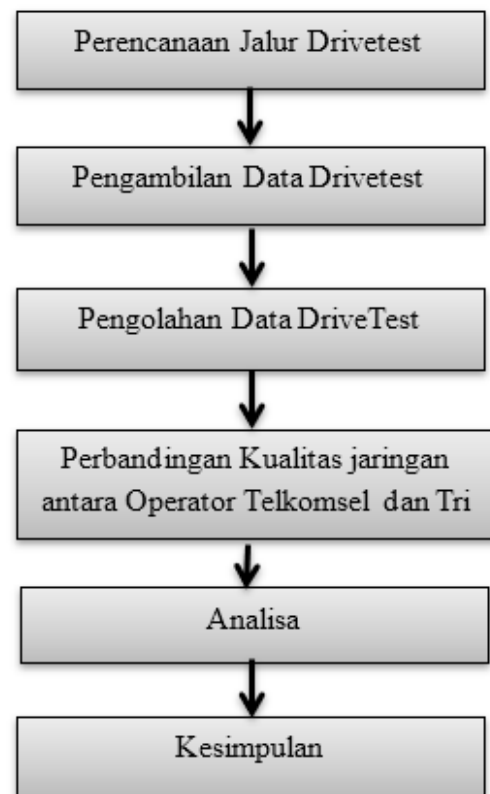 Perencanaan Jalur Drivetest
Pengambilan Data Drivetest
Pengolahan Data DriveTest
Perbandingan Kualitas jaringan
antara Operator Telkomsel dan Tri
Analisa
Kesimpulan